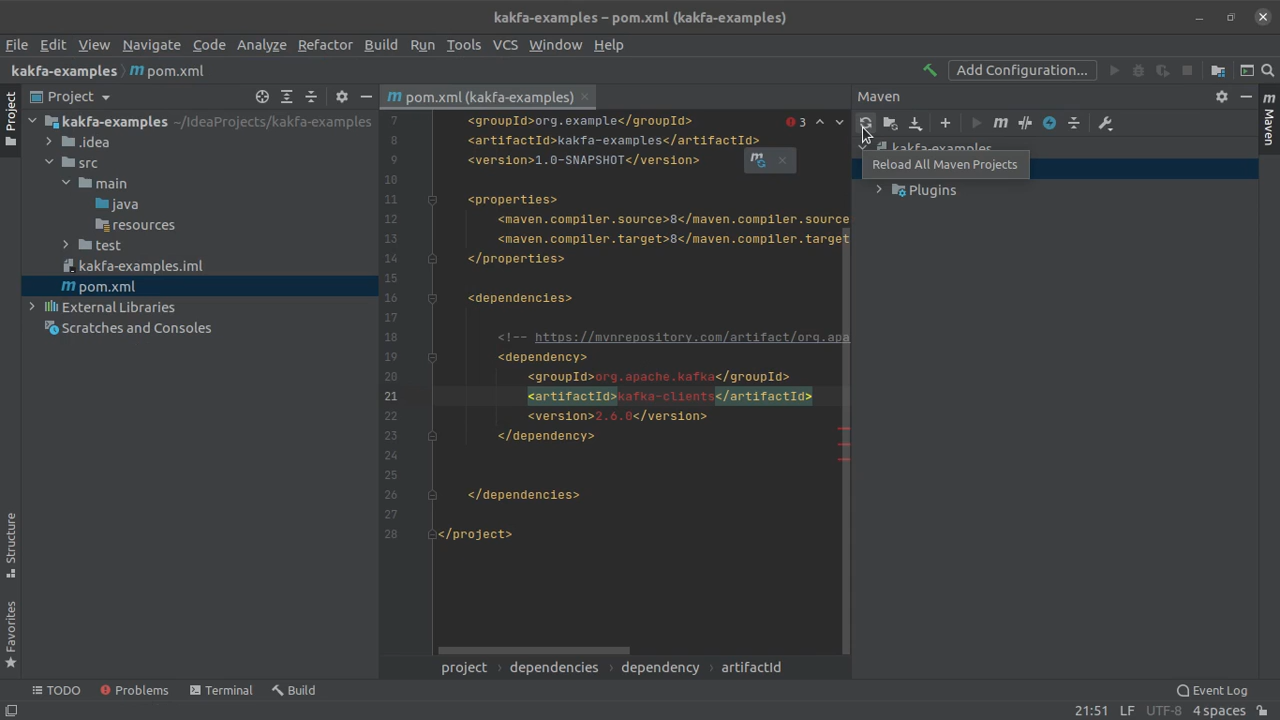 kakfa-examples – pom.xml (kakfa-examples)
File Edit View Navigate Code Analyze Refactor Build Run Tools VCS Window Help
kakfa-examples pom.xml
Add Configuration...
Project
Project
kakfa-examples ~/IdeaProjects/kakfa-examples
.idea
src
main
java
resources
test
kakfa-examples.iml
pom.xml
External Libraries
Scratches and Consoles
Structure
Favorites
pom.xml (kakfa-examples)
7 <groupId>org.example</groupId>
3
8 <artifactId>kakfa-examples</artifactId>
9 <version>1.0-SNAPSHOT</version>
10
11 <properties>
12 <maven.compiler.source>8</maven.compiler.source
13 <maven.compiler.target>8</maven.compiler.target
14 </properties>
15
16 <dependencies>
17
18 <!-- https://mvnrepository.com/artifact/org.apa
19 <dependency>
20 <groupId>org.apache.kafka</groupId>
21 <artifactId>kafka-clients</artifactId>
22 <version>2.6.0</version>
23 </dependency>
24
25
26 </dependencies>
27
28 </project>
project dependencies dependency artifactId
Maven
kakfa-examples
Reload All Maven Projects
Plugins
Maven
TODO Problems Terminal Build Event Log
21:51 LF UTF-8 4 spaces